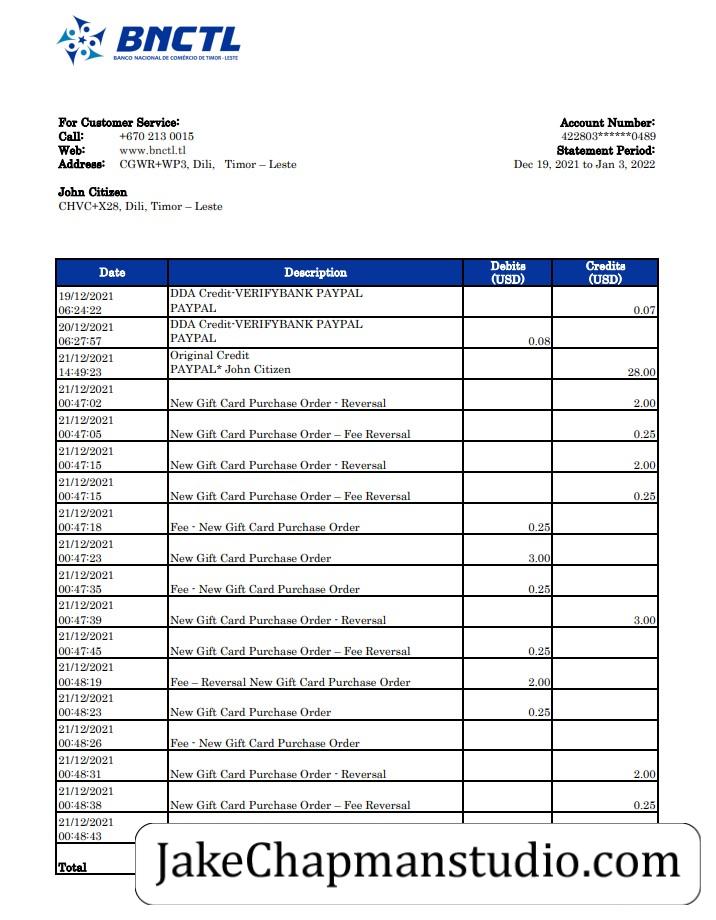 BNCTL
BANCO NACIONAL DE COMÉRCIO DE TIMOR - LESTE
For Customer Service:
Call: +670 213 0015
Web: www.bnctl.tl
Address: CGWR+WP3, Dili, Timor – Leste
Account Number:
422803******0489
Statement Period:
Dec 19, 2021 to Jan 3, 2022
John Citizen
CHVC+X28, Dili, Timor – Leste
Date Description Debits (USD) Credits (USD)
19/12/2021 DDA Credit-VERIFYBANK PAYPAL
06:24:22 PAYPAL 0.07
20/12/2021 DDA Credit-VERIFYBANK PAYPAL
06:27:57 PAYPAL 0.08
21/12/2021 Original Credit
14:49:23 PAYPAL* John Citizen 28.00
21/12/2021
00:47:02 New Gift Card Purchase Order - Reversal 2.00
21/12/2021
00:47:05 New Gift Card Purchase Order – Fee Reversal 0.25
21/12/2021
00:47:15 New Gift Card Purchase Order - Reversal 2.00
21/12/2021
00:47:15 New Gift Card Purchase Order – Fee Reversal 0.25
21/12/2021
00:47:18 Fee - New Gift Card Purchase Order 0.25
21/12/2021
00:47:23 New Gift Card Purchase Order 3.00
21/12/2021
00:47:35 Fee - New Gift Card Purchase Order 0.25
21/12/2021
00:47:39 New Gift Card Purchase Order - Reversal 3.00
21/12/2021
00:47:45 New Gift Card Purchase Order – Fee Reversal 0.25
21/12/2021
00:48:19 Fee – Reversal New Gift Card Purchase Order 2.00
21/12/2021
00:48:23 New Gift Card Purchase Order 0.25
21/12/2021
00:48:26 Fee - New Gift Card Purchase Order
21/12/2021
00:48:31 New Gift Card Purchase Order - Reversal 2.00
21/12/2021
00:48:38 New Gift Card Purchase Order – Fee Reversal 0.25
21/12/2021
00:48:43
Total
JakeChapmanstudio.com